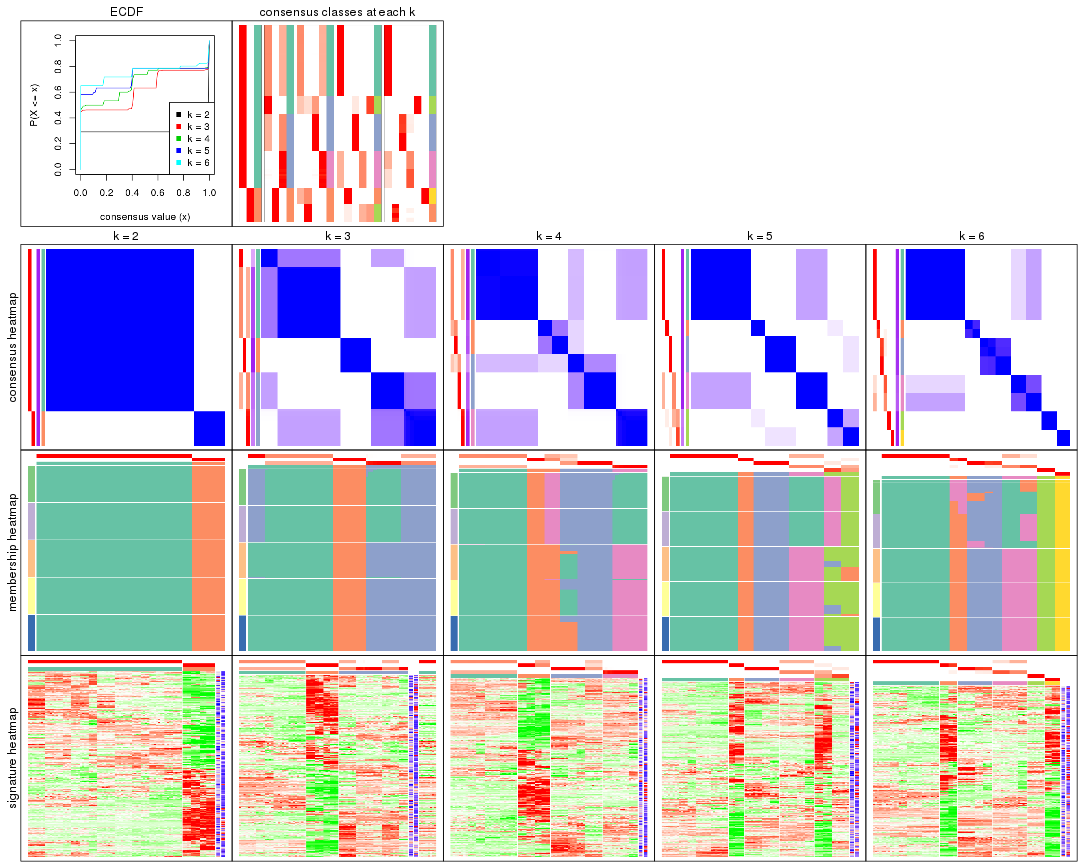 ECDF
consensus classes at each k
P(X <= x)
0.0 0.2 0.4 0.6 0.8 1.0
k = 2
k = 3
k = 4
k = 5
k = 6
0.0 0.2 0.4 0.6 0.8 1.0
consensus value (x)
k = 2
k = 3
k = 4
k = 5
k = 6
consensus heatmap
membership heatmap
signature heatmap